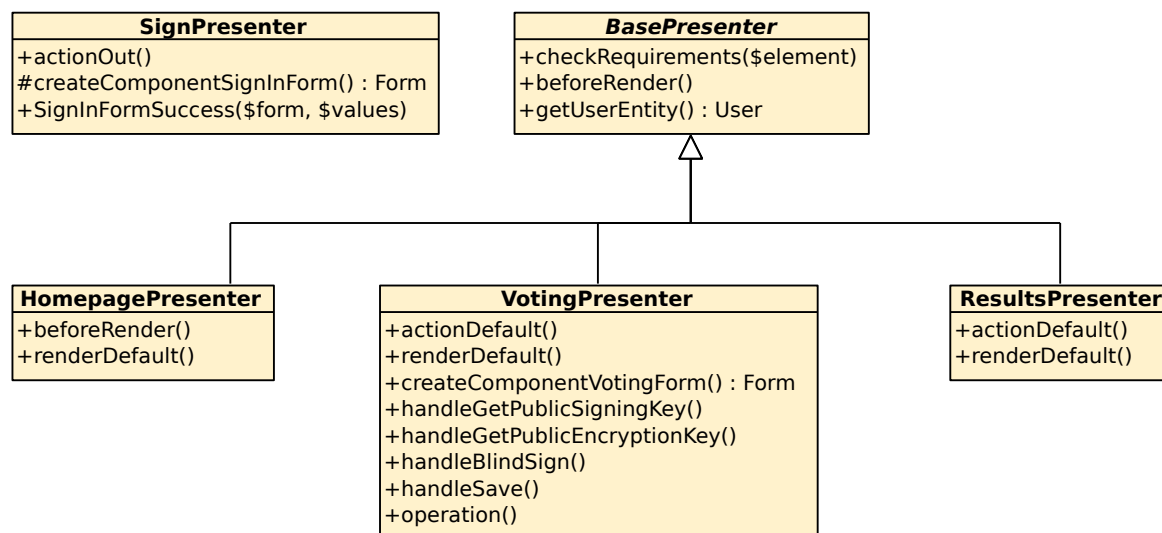 SignPresenter
+actionOut()
#createComponentSignInForm() : Form
+SignInFormSuccess($form, $values)
BasePresenter
+checkRequirements($element)
+beforeRender()
+getUserEntity() : User
HomepagePresenter
+beforeRender()
+renderDefault()
VotingPresenter
+actionDefault()
+renderDefault()
+createComponentVotingForm() : Form
+handleGetPublicSigningKey()
+handleGetPublicEncryptionKey()
+handleBlindSign()
+handleSave()
+operation()
ResultsPresenter
+actionDefault()
+renderDefault()